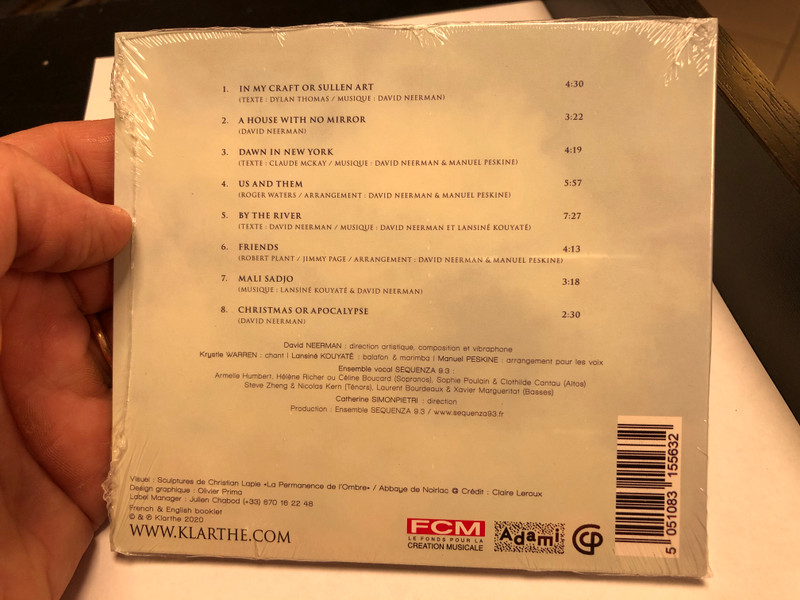 1. IN MY CRAFT OR SULLEN ART 4:30
(TEXTE : DYLAN THOMAS / MUSIQUE : DAVID NEERMAN)
2. A HOUSE WITH NO MIRROR 3:22
(DAVID NEERMAN)
3. DAWN IN NEW YORK 4:19
(TEXTE : CLAUDE MCKAY / MUSIQUE : DAVID NEERMAN & MANUEL PESKINE)
4. US AND THEM 5:57
(ROGER WATERS / ARRANGEMENT : DAVID NEERMAN & MANUEL PESKINE)
5. BY THE RIVER 7:27
(TEXTE : DAVID NEERMAN / MUSIQUE : DAVID NEERMAN ET LANSINÉ KOUYATÉ)
6. FRIENDS 4:13
(ROBERT PLANT / JIMMY PAGE / ARRANGEMENT : DAVID NEERMAN & MANUEL PESKINE)
7. MALI SADJO 3:18
(MUSIQUE : LANSINÉ KOUYATÉ & DAVID NEERMAN)
8. CHRISTMAS OR APOCALYPSE 2:30
(DAVID NEERMAN)
David NEERMAN : direction artistique, composition et vibraphone
Krystle WARREN : chant I Lansiné KOUYATÉ : balafon & marimba I Manuel PESKINE : arrangement pour les voix
Ensemble vocal SEQUENZA 9.3 :
Armelle Humbert, Hélène Richer ou Céline Boucard (Sopranos), Sophie Poulain & Clothilde Cantau (Altos)
Steve Zheng & Nicolas Kern (Ténors), Laurent Bourdeaux & Xavier Margueritat (Basses)
Catherine SIMONPIETRI : direction
Production : Ensemble SEQUENZA 9.3 / www.sequenza93.fr
Visuel : Sculptures de Christian Lapie «La Permanence de l'Ombre» / Abbaye de Noirlac @ Crédit : Claire Leroux
Design graphique : Olivier Prima
Label Manager : Julien Chabod (+33) 670 16 22 48
French & English booklet
© & ℗ Klarthe 2020
WWW.KLARTHE.COM
FCM
LE FONDS POUR LA
CREATION MUSICALE
Adami
CP
5 051083 155632